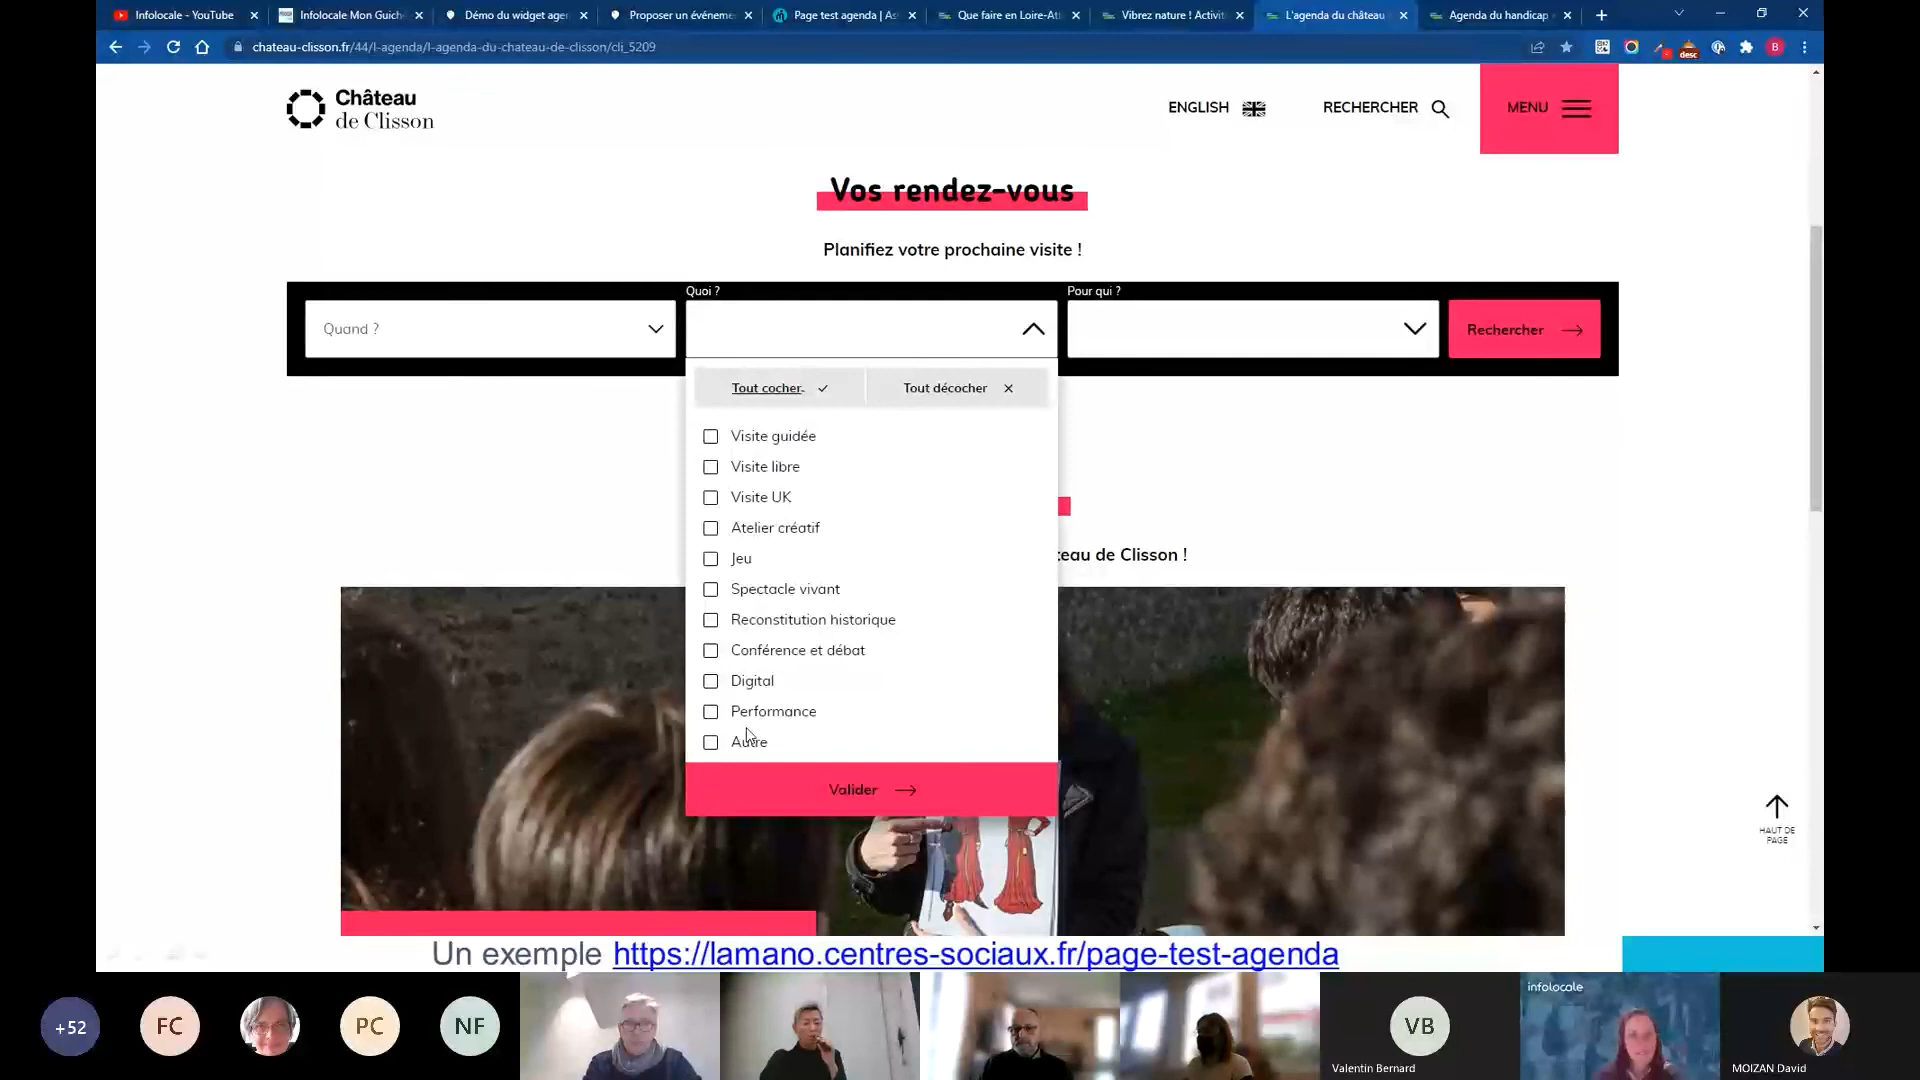 Infolocale - YouTube
Infolocale Mon Guich
Démo du widget agen
Proposer un événeme
Page test agenda | As
Que faire en Loire-Atl
Vibrez nature ! Activit
L'agenda du château
Agenda du handicap
chateau-clisson.fr/44/l-agenda/l-agenda-du-chateau-de-clisson/cli_5209
desc
B
Château
de Clisson
ENGLISH
RECHERCHER
MENU
Vos rendez-vous
Planifiez votre prochaine visite !
Quand ?
Quoi ?
Pour qui ?
Rechercher
Tout cocher
Tout décocher
Visite guidée
Visite libre
Visite UK
Atelier créatif
Jeu
Spectacle vivant
Reconstitution historique
Conférence et débat
Digital
Performance
Autre
Valider
teau de Clisson !
HAUT DE
PAGE
Un exemple https://lamano.centres-sociaux.fr/page-test-agenda
+52
FC
PC
NF
VB
Valentin Bernard
infolocale
MOIZAN David